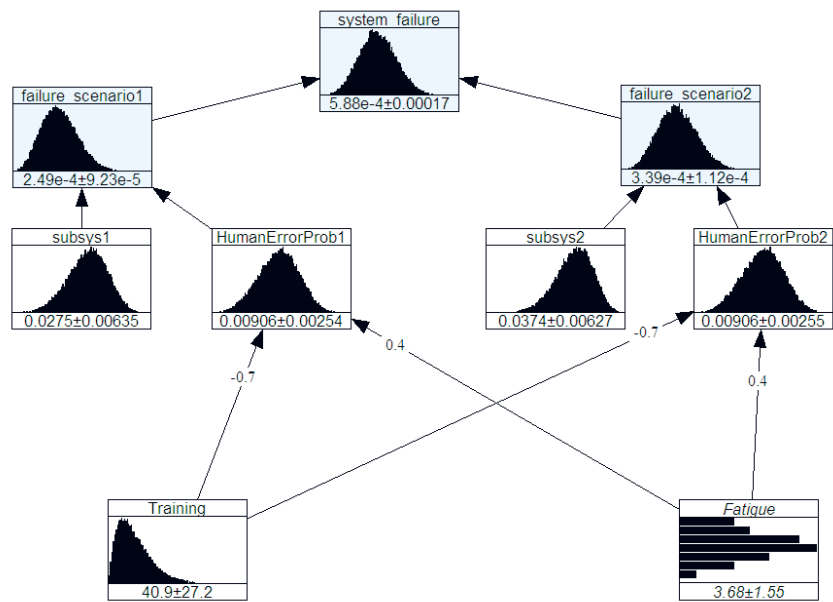 system_failure
5.88e-4±0.00017
failure_scenario1
2.49e-4±9.23e-5
failure_scenario2
3.39e-4±1.12e-4
subsys1
0.0275±0.00635
HumanErrorProb1
0.00906±0.00254
subsys2
0.0374±0.00627
HumanErrorProb2
0.00906±0.00255
-0.7
0.4
-0.7
0.4
Training
40.9±27.2
Fatigue
3.68±1.55